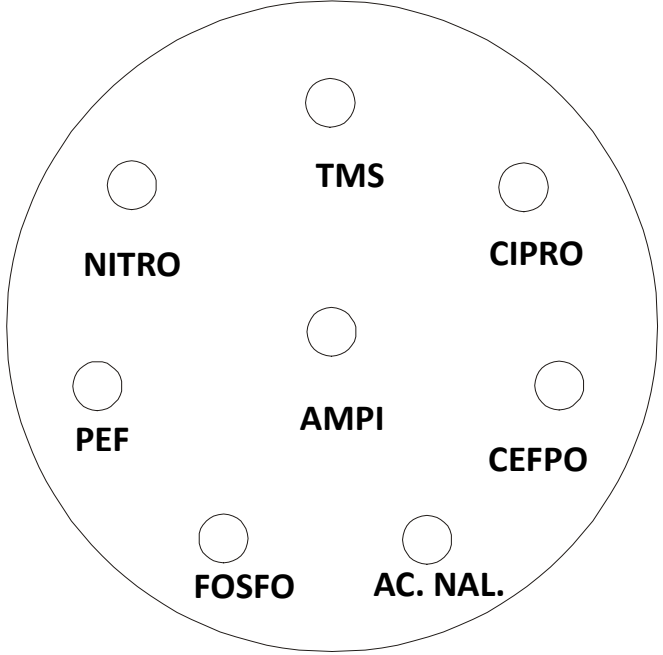 TMS
CIPRO
NITRO
AMPI
PEF
CEFPO
FOSFO
AC. NAL.